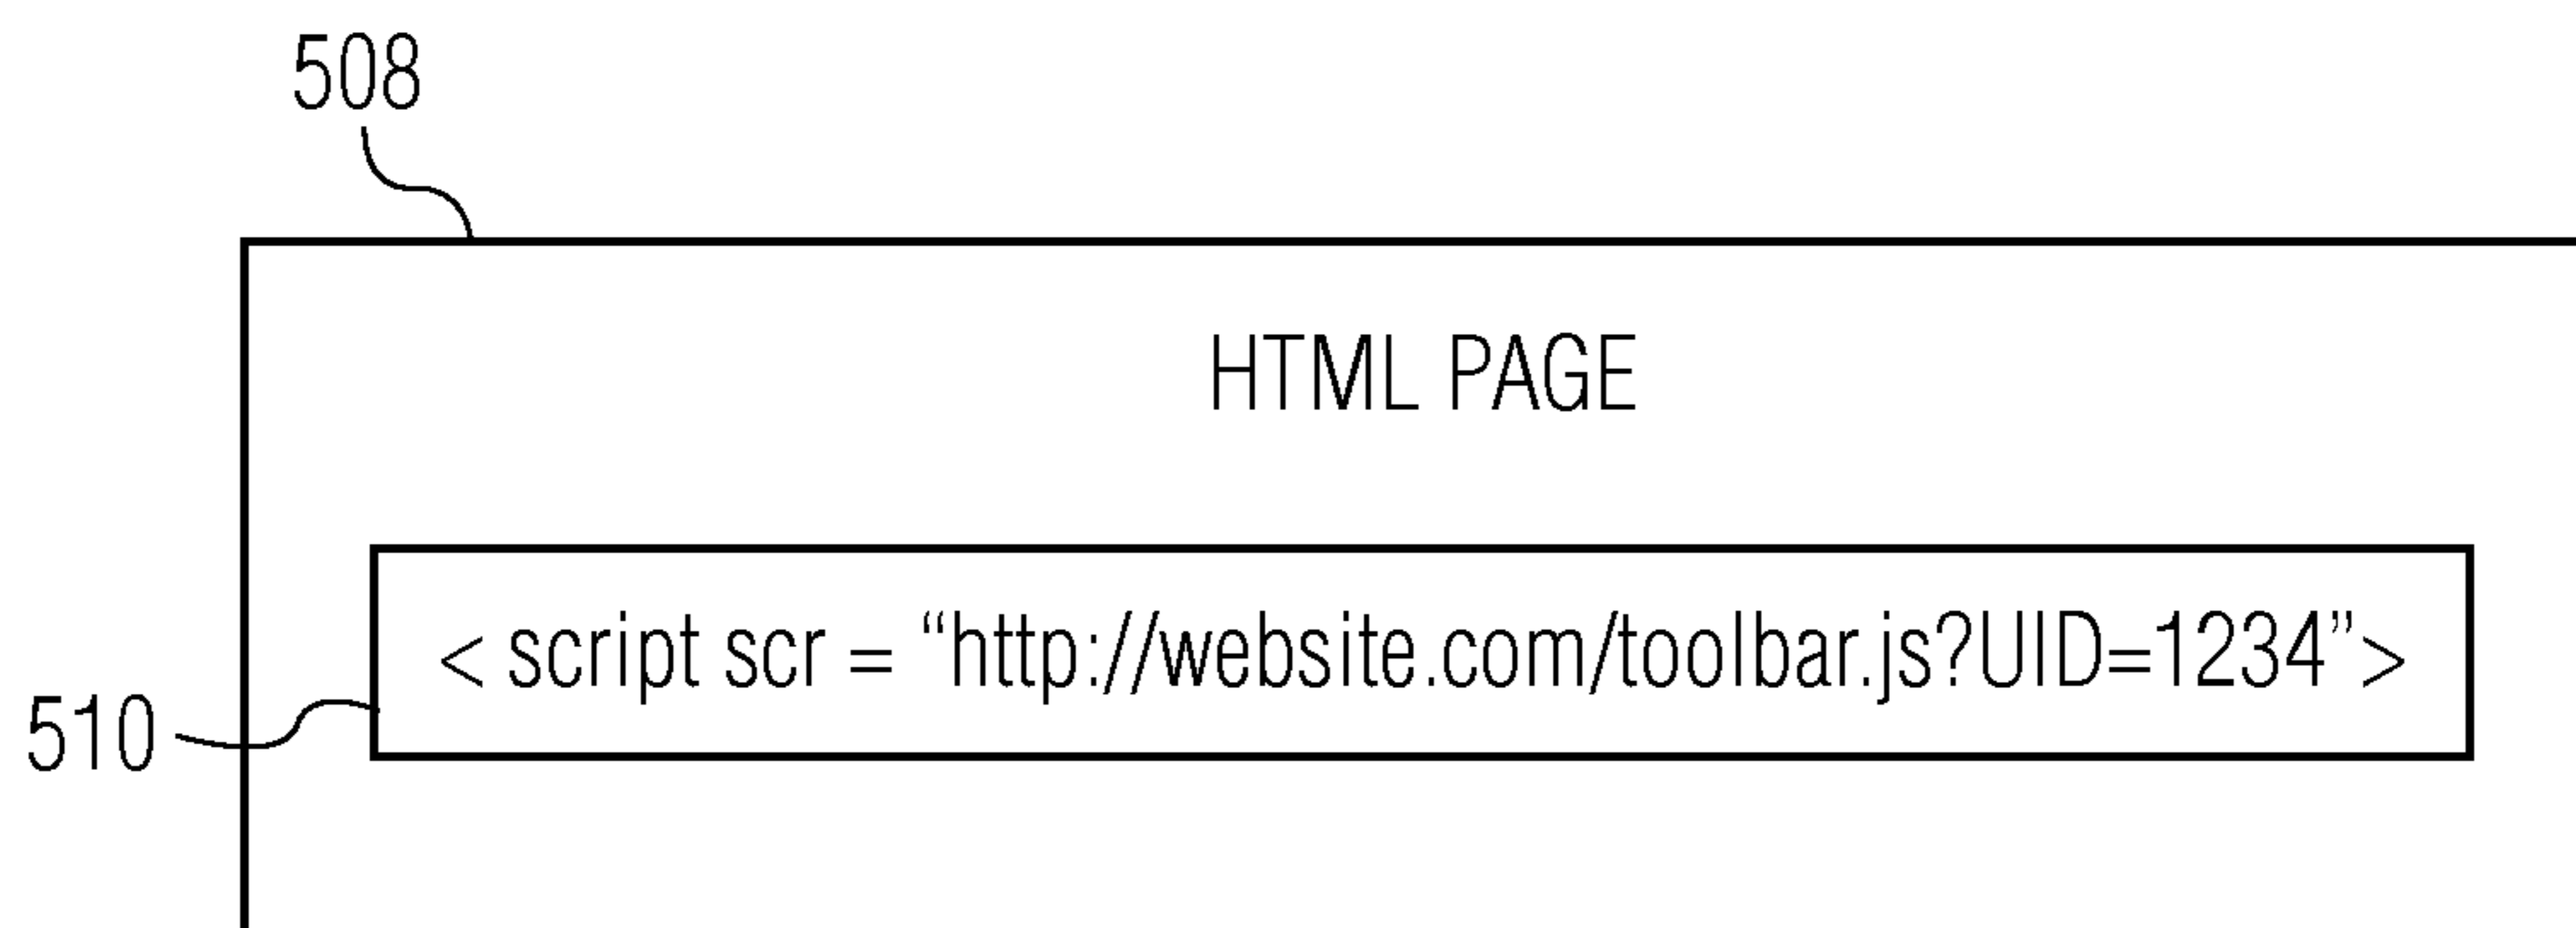 508
HTML PAGE
< script scr = “http://website.com/toolbar.js?UID=1234”>
510